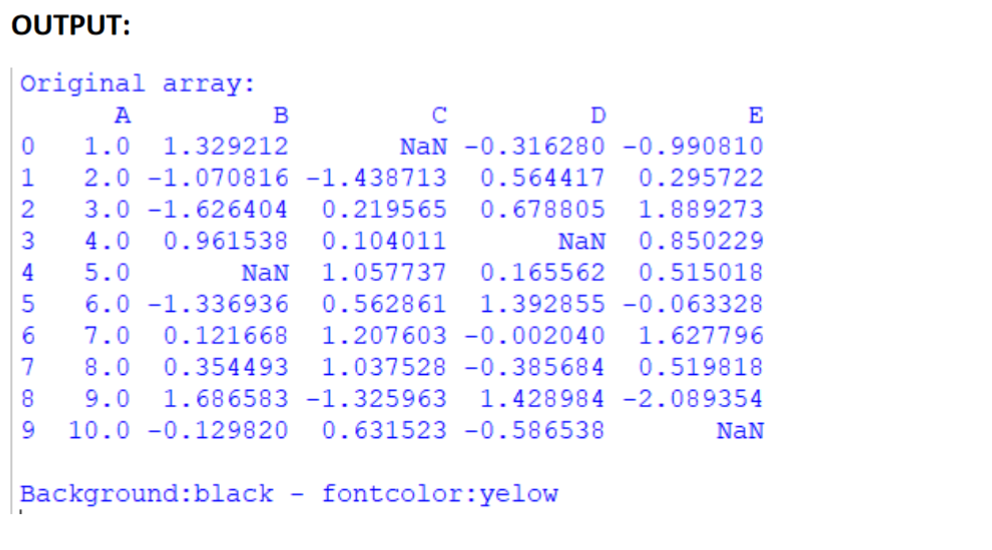 OUTPUT:
Original array:
      A         B         C         D         E
0   1.0  1.329212       NaN -0.316280 -0.990810
1   2.0 -1.070816 -1.438713  0.564417  0.295722
2   3.0 -1.626404  0.219565  0.678805  1.889273
3   4.0  0.961538  0.104011       NaN  0.850229
4   5.0       NaN  1.057737  0.165562  0.515018
5   6.0 -1.336936  0.562861  1.392855 -0.063328
6   7.0  0.121668  1.207603 -0.002040  1.627796
7   8.0  0.354493  1.037528 -0.385684  0.519818
8   9.0  1.686583 -1.325963  1.428984 -2.089354
9  10.0 -0.129820  0.631523 -0.586538       NaN
Background:black - fontcolor:yelow